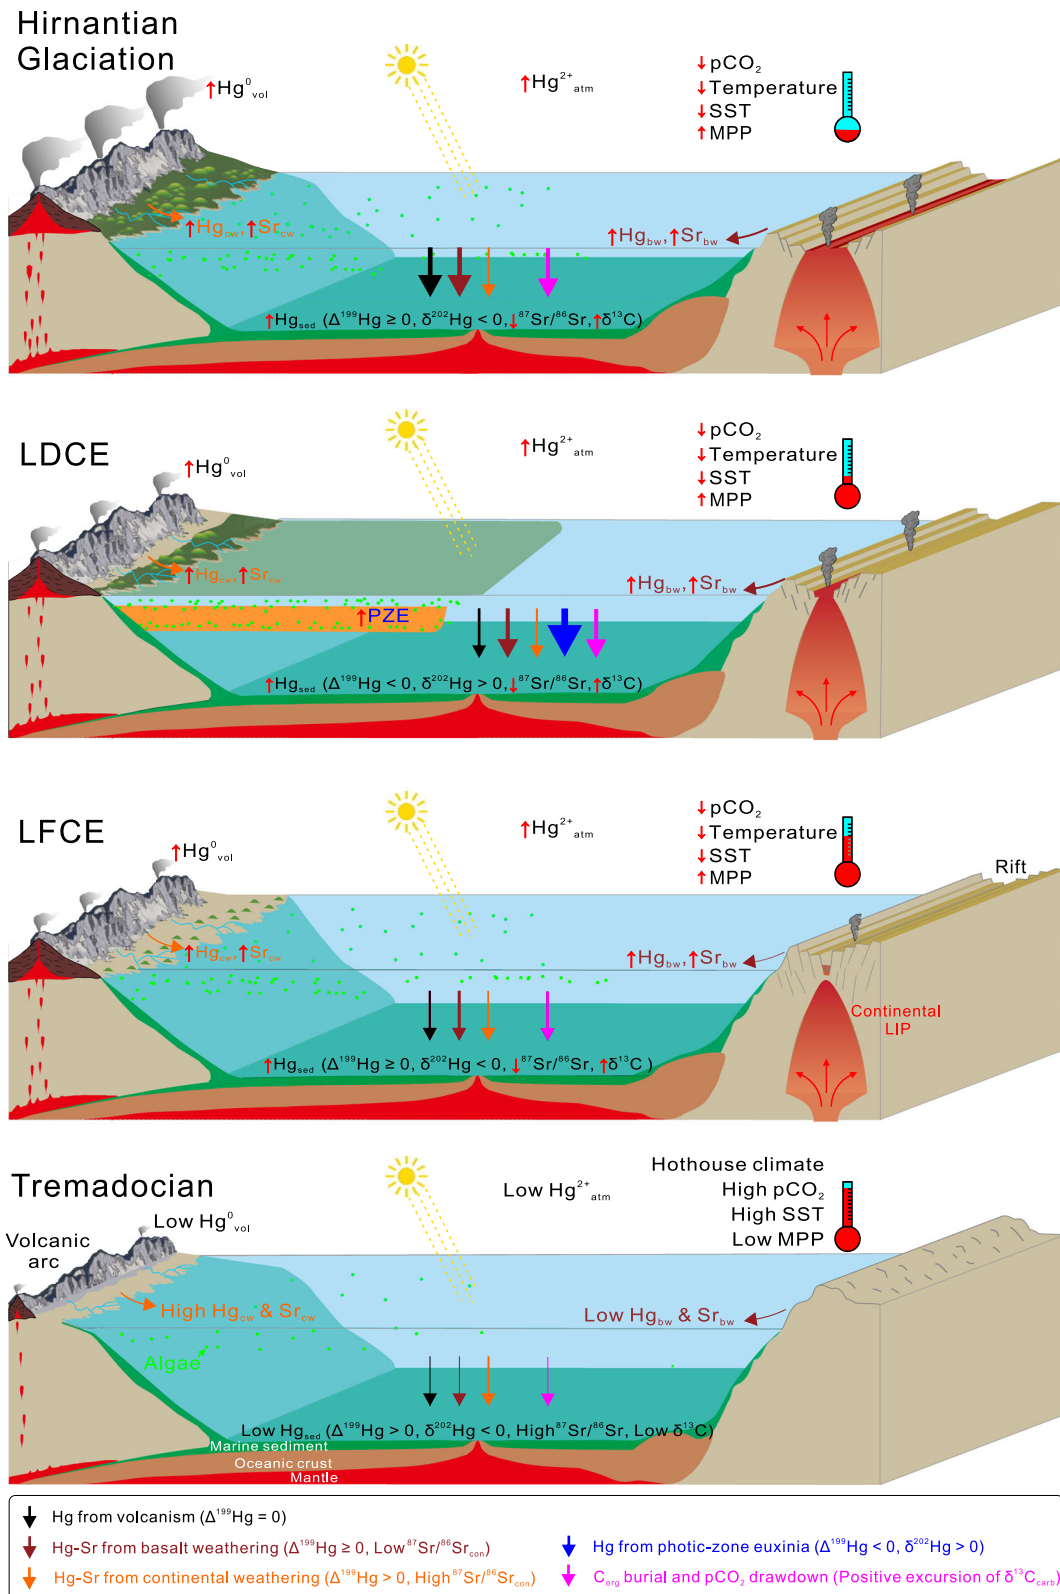 Hirnantian
Glaciation
↑Hg⁰vol
↑Hg²⁺atm
↓pCO₂
↓Temperature
↓SST
↑MPP
↑Hgcw,↑Srcw
↑Hgbw,↑Srbw
↑Hgsed (Δ¹⁹⁹Hg ≥ 0, δ²⁰²Hg < 0,↓⁸⁷Sr/⁸⁶Sr,↑δ¹³C)
LDCE
↑Hg⁰vol
↑Hg²⁺atm
↓pCO₂
↓Temperature
↓SST
↑MPP
↑Hgcw,↑Srcw
↑Hgbw,↑Srbw
↑PZE
↑Hgsed (Δ¹⁹⁹Hg < 0, δ²⁰²Hg > 0,↓⁸⁷Sr/⁸⁶Sr,↑δ¹³C)
LFCE
↑Hg⁰vol
↑Hg²⁺atm
↓pCO₂
↓Temperature
↓SST
↑MPP
Rift
↑Hgcw,↑Srcw
↑Hgbw,↑Srbw
Continental
LIP
↑Hgsed (Δ¹⁹⁹Hg ≥ 0, δ²⁰²Hg < 0,↓⁸⁷Sr/⁸⁶Sr,↑δ¹³C )
Tremadocian
Low Hg⁰vol
Volcanic
arc
Low Hg²⁺atm
Hothouse climate
High pCO₂
High SST
Low MPP
High Hgcw & Srcw
Low Hgbw & Srbw
Algae
Low Hgsed (Δ¹⁹⁹Hg > 0, δ²⁰²Hg < 0, High⁸⁷Sr/⁸⁶Sr, Low δ¹³C)
Marine sediment
Oceanic crust
Mantle
Hg from volcanism (Δ¹⁹⁹Hg = 0)
Hg-Sr from basalt weathering (Δ¹⁹⁹Hg ≥ 0, Low⁸⁷Sr/⁸⁶Srcon)
Hg-Sr from continental weathering (Δ¹⁹⁹Hg > 0, High⁸⁷Sr/⁸⁶Srcon)
Hg from photic-zone euxinia (Δ¹⁹⁹Hg < 0, δ²⁰²Hg > 0)
Corg burial and pCO₂ drawdown (Positive excursion of δ¹³Ccarb)